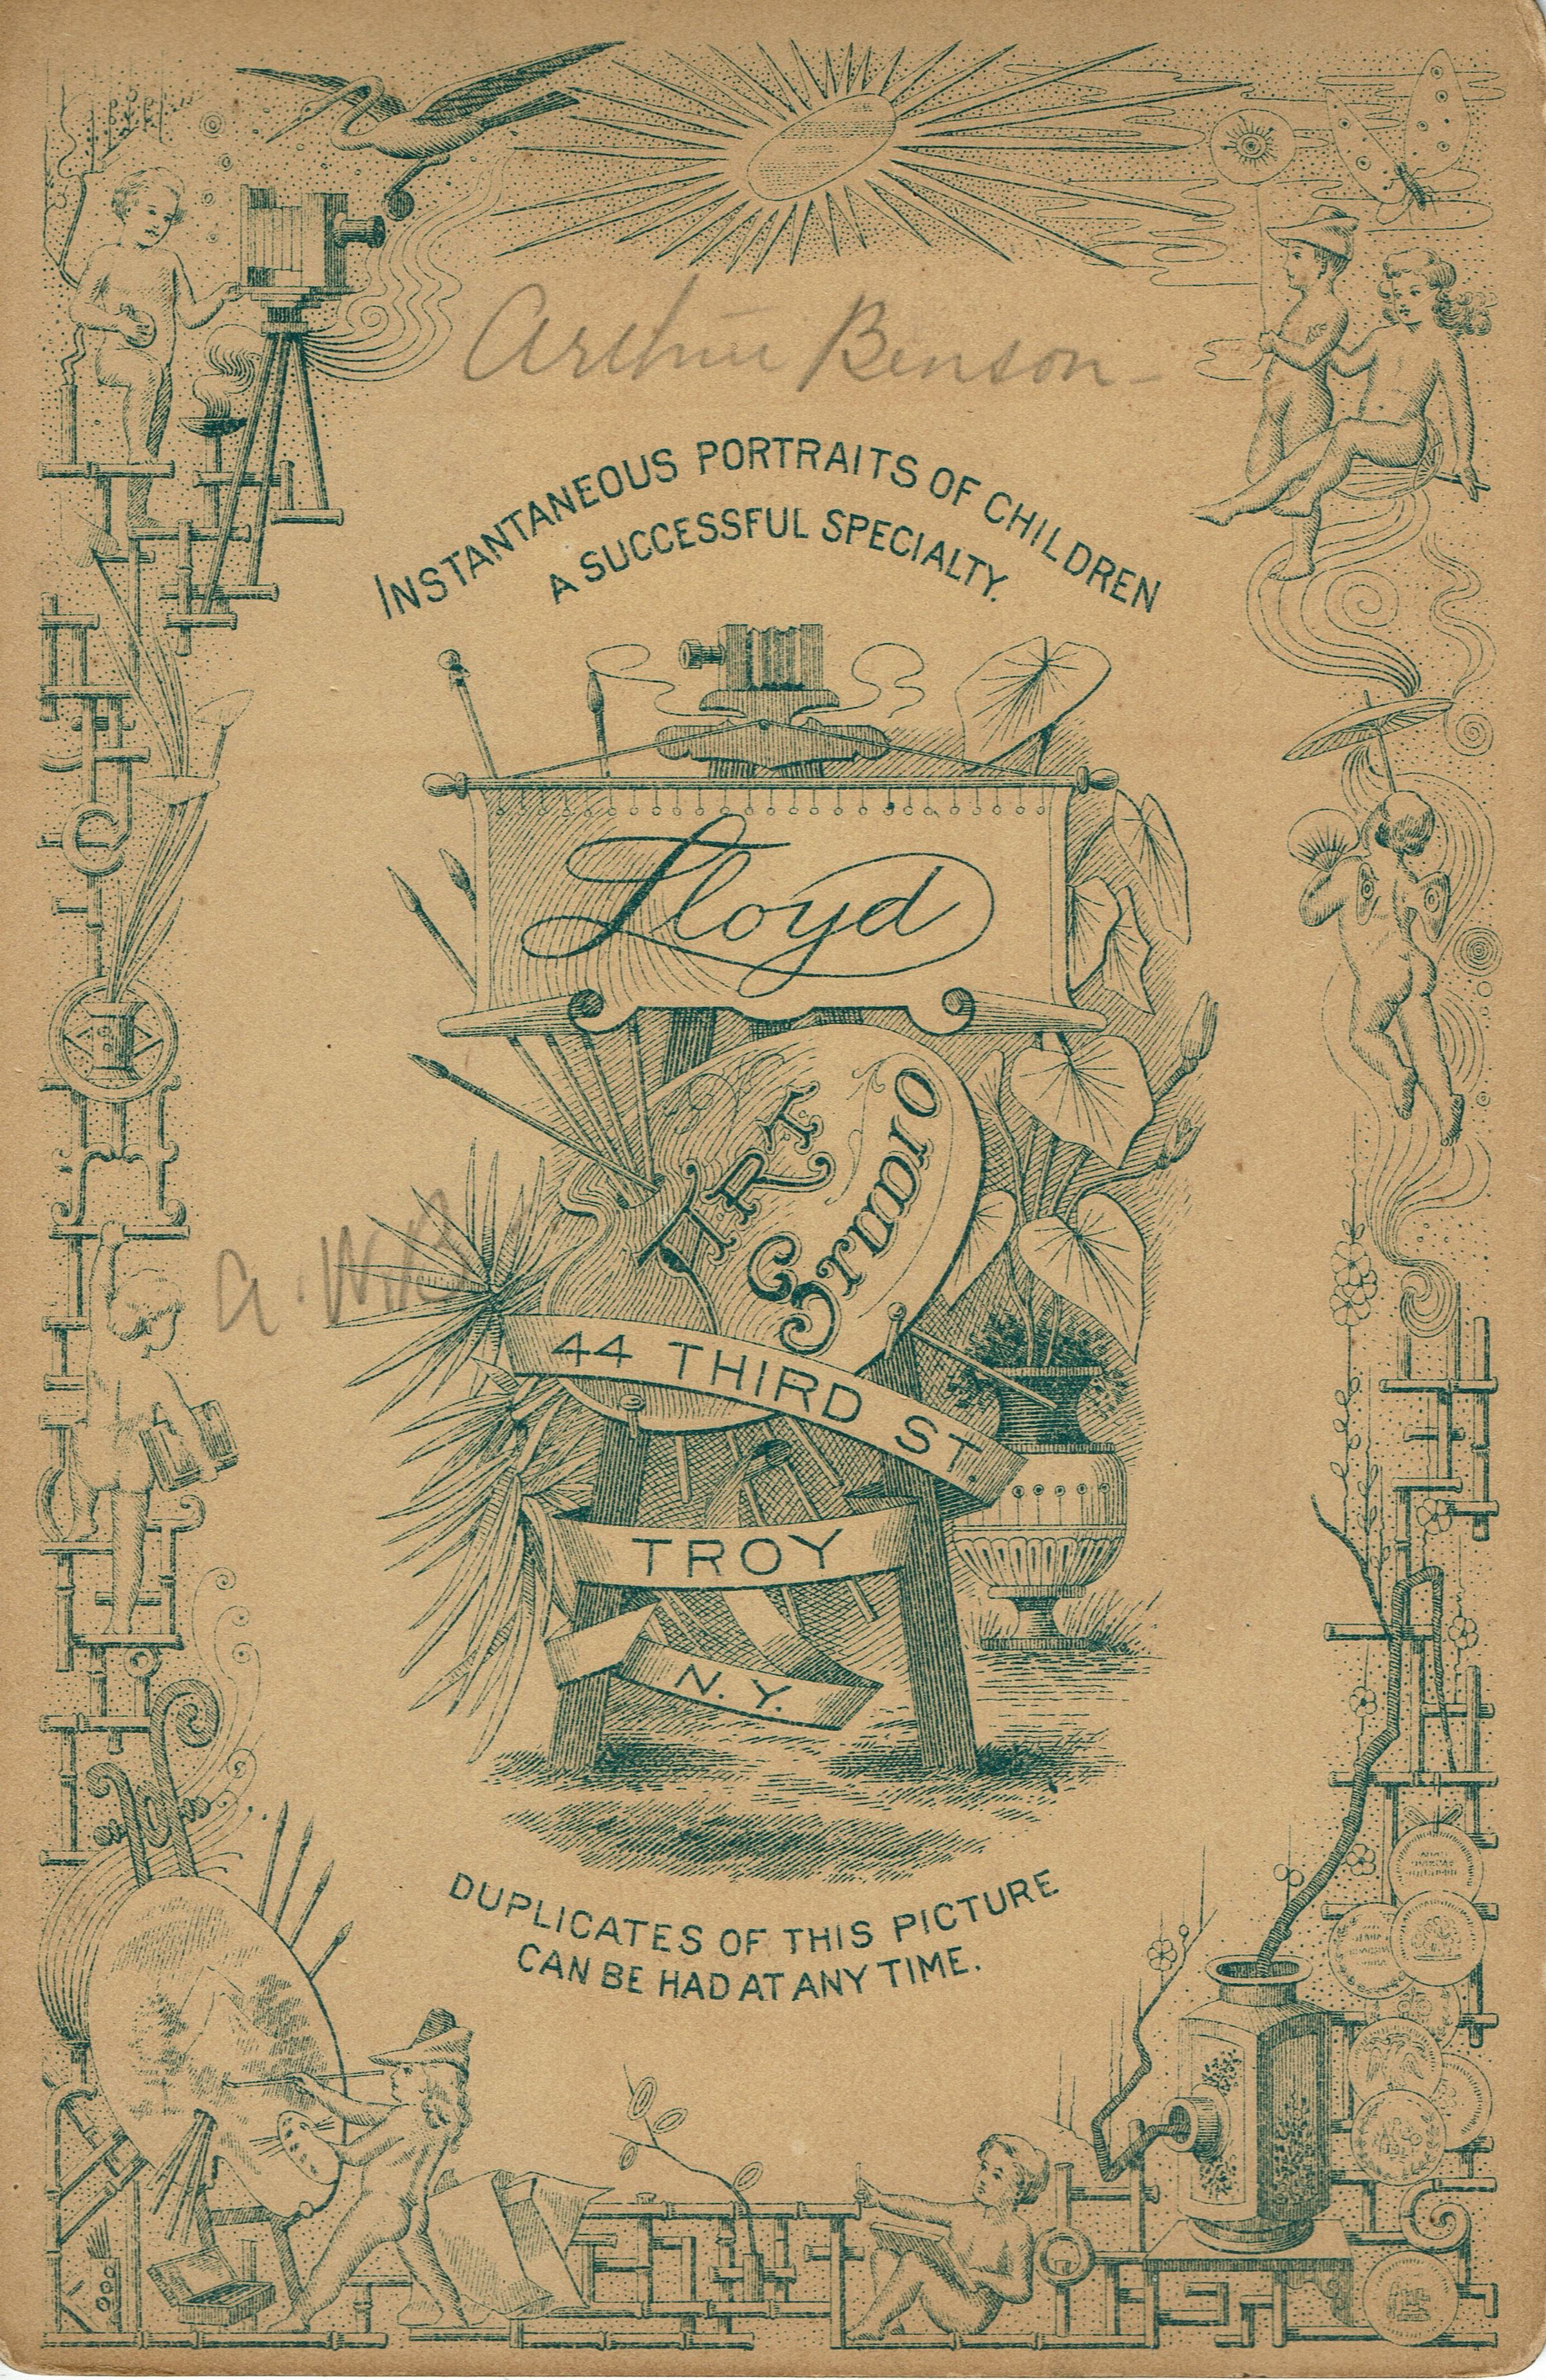 Arthur Benson
INSTANTANEOUS PORTRAITS OF CHILDREN
A SUCCESSFUL SPECIALTY.
Lloyd
ART
STUDIO
a. W. B
44 THIRD ST.
TROY
N.Y.
DUPLICATES OF THIS PICTURE
CAN BE HAD AT ANY TIME.